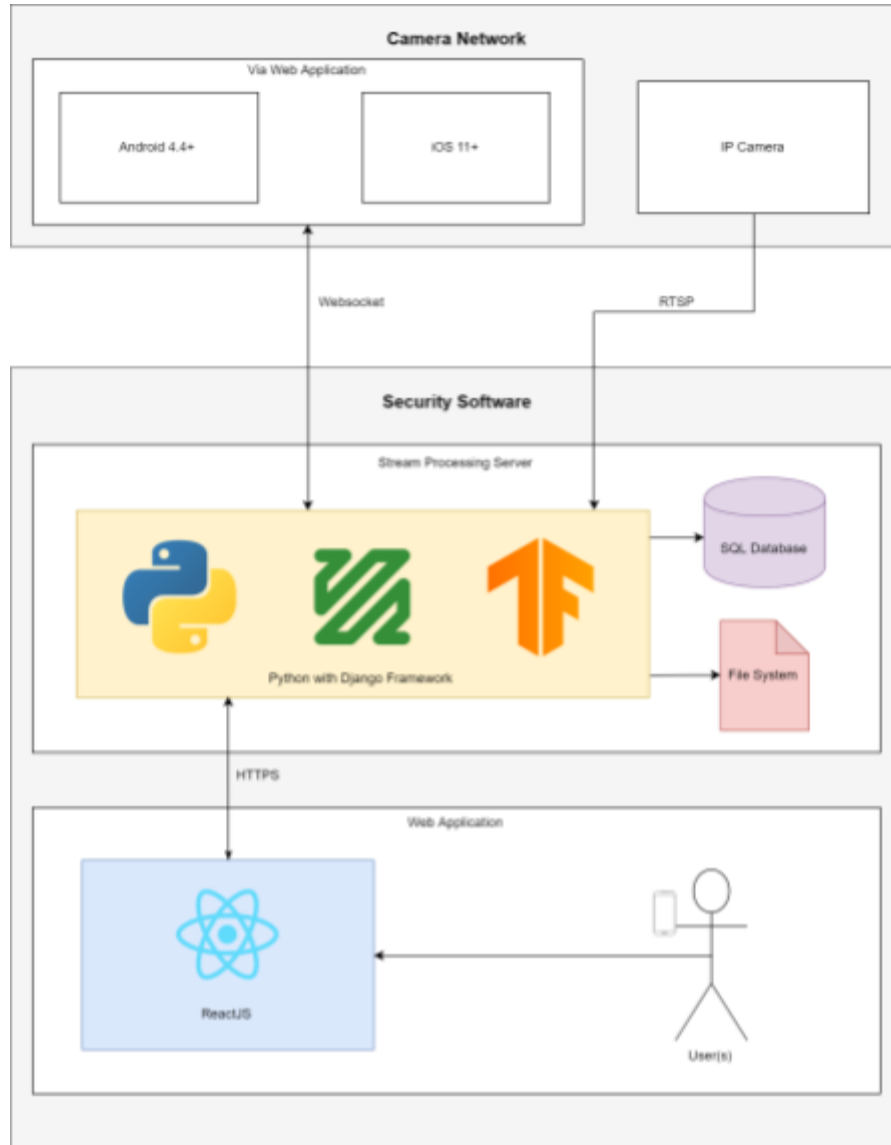 Camera Network
Via Web Application
Android 4.4+
iOS 11+
IP Camera
Websocket
RTSP
Security Software
Stream Processing Server
SQL Database
Python with Django Framework
File System
HTTPS
Web Application
ReactJS
User(s)